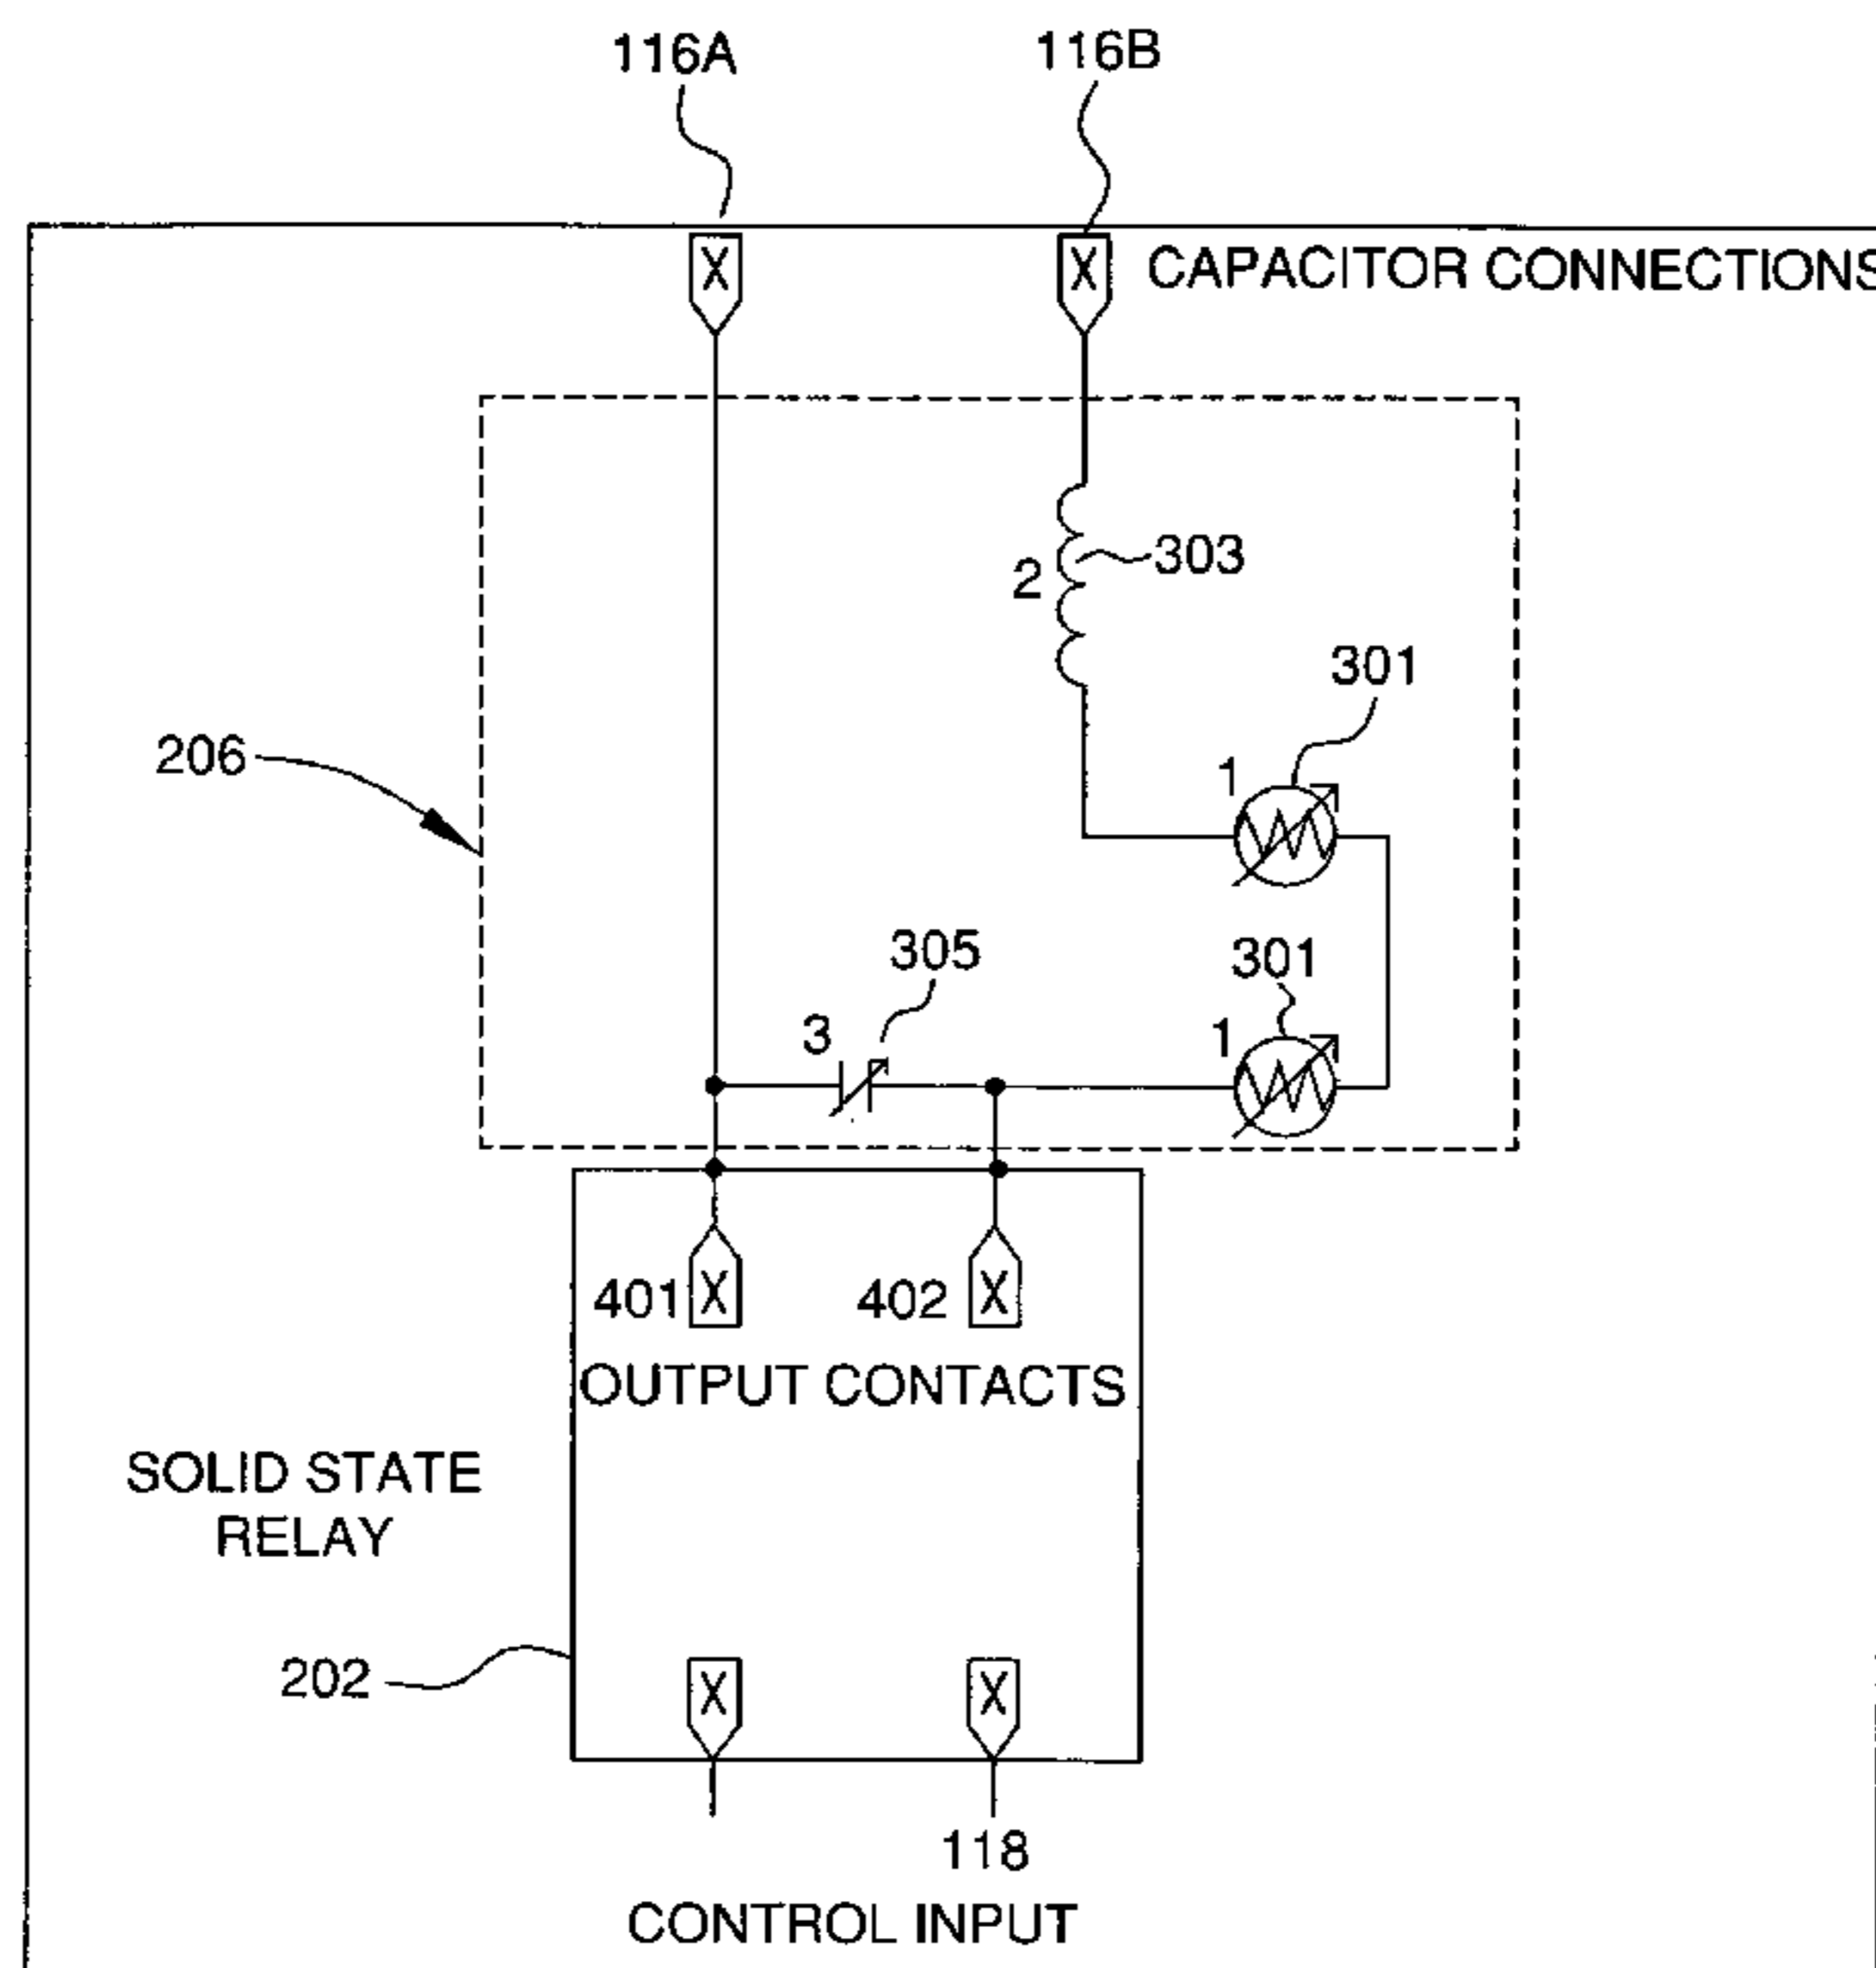 116A
116B
X
X
CAPACITOR CONNECTIONS
2
303
301
206
1
305
301
3
1
401
X
402
X
OUTPUT CONTACTS
SOLID STATE
RELAY
202
X
X
118
CONTROL INPUT